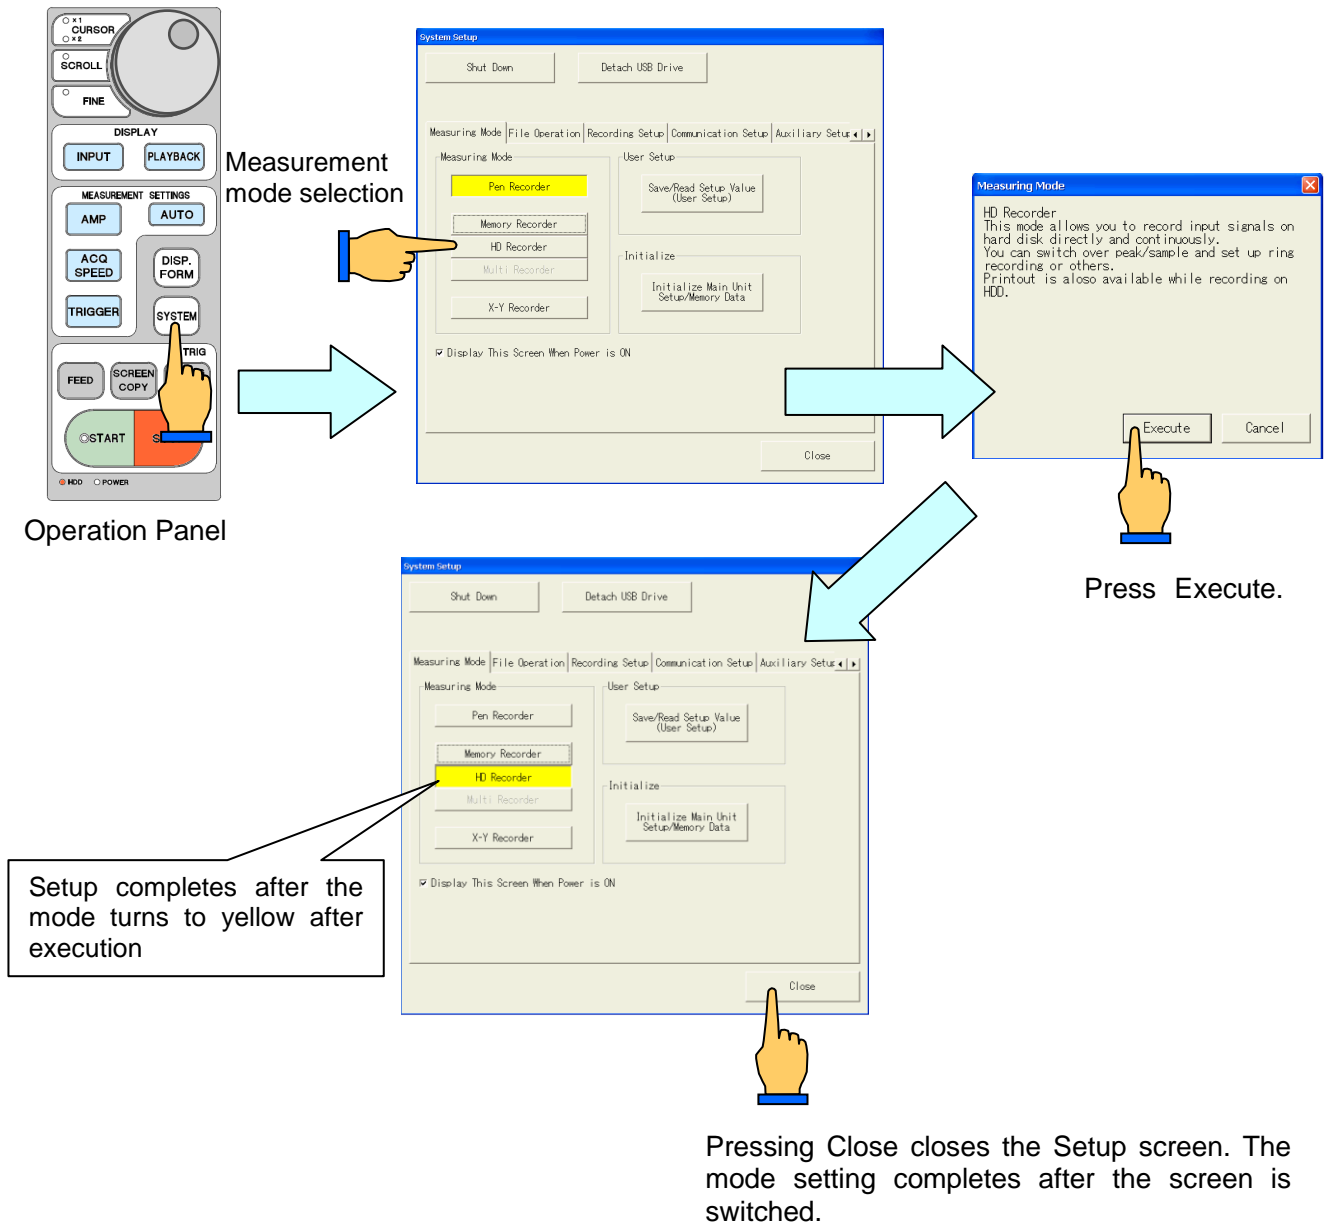 ×1
CURSOR
×2
SCROLL
FINE
DISPLAY
INPUT
PLAYBACK
MEASUREMENT SETTINGS
AMP
AUTO
ACQ
SPEED
DISP.
FORM
TRIGGER
SYSTEM
TRIG
FEED
SCREEN
COPY
START
S
HDD
POWER
Operation Panel
Measurement
mode selection
System Setup
Shut Down
Detach USB Drive
Measuring Mode File Operation Recording Setup Communication Setup Auxiliary Setup
Measuring Mode
Pen Recorder
Memory Recorder
HD Recorder
Multi Recorder
X-Y Recorder
User Setup
Save/Read Setup Value
(User Setup)
Initialize
Initialize Main Unit
Setup/Memory Data
Display This Screen When Power is ON
Close
Measuring Mode
HD Recorder
This mode allows you to record input signals on
hard disk directly and continuously.
You can switch over peak/sample and set up ring
recording or others.
Printout is aloso available while recording on
HDD.
Execute
Cancel
Press Execute.
System Setup
Shut Down
Detach USB Drive
Measuring Mode File Operation Recording Setup Communication Setup Auxiliary Setup
Measuring Mode
Pen Recorder
Memory Recorder
HD Recorder
Multi Recorder
X-Y Recorder
User Setup
Save/Read Setup Value
(User Setup)
Initialize
Initialize Main Unit
Setup/Memory Data
Display This Screen When Power is ON
Close
Setup completes after the
mode turns to yellow after
execution
Pressing Close closes the Setup screen. The
mode setting completes after the screen is
switched.